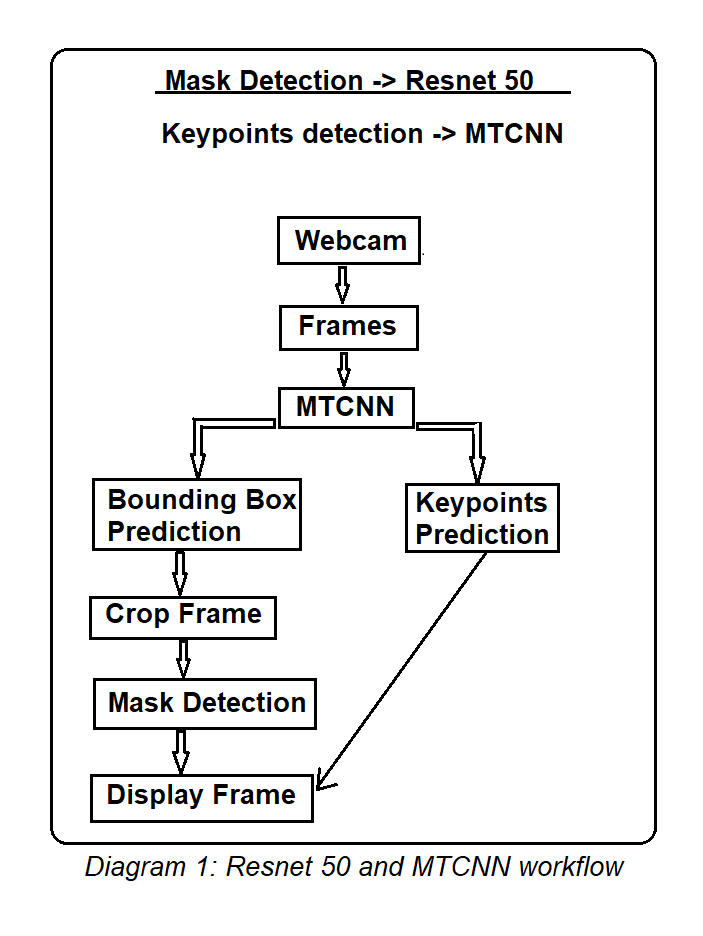 Mask Detection -> Resnet 50
Keypoints detection -> MTCNN
Webcam
Frames
MTCNN
Bounding Box
Prediction
Keypoints
Prediction
Crop Frame
Mask Detection
Display Frame
Diagram 1: Resnet 50 and MTCNN workflow